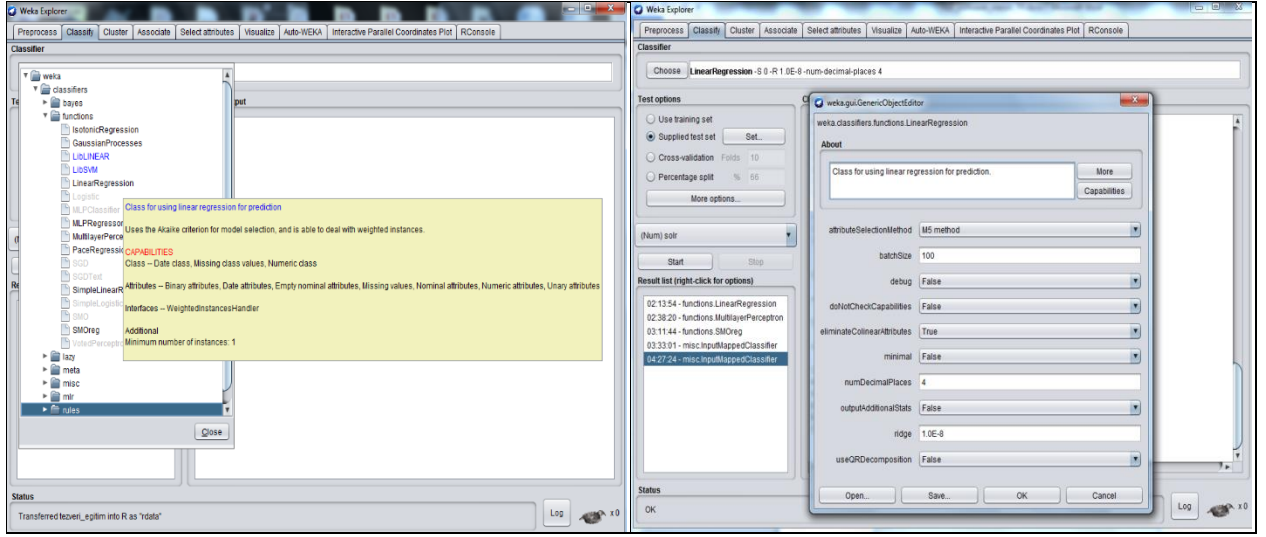 Weka Explorer
Preprocess Classify Cluster Associate Select attributes Visualize Auto-WEKA Interactive Parallel Coordinates Plot RConsole
Classifier
weka
classifiers
bayes
functions
IsotonicRegression
GaussianProcesses
LibLINEAR
LibSVM
LinearRegression
Logistic
MLPClassifier
MLPRegressor
MultilayerPerce
PaceRegressio
SGD
SGDText
SimpleLinearR
SimpleLogistic
SMO
SMOreg
VotedPerceptro
lazy
meta
misc
mlr
rules
Close
Te
put
Re
Class for using linear regression for prediction
Uses the Akaike criterion for model selection, and is able to deal with weighted instances.
CAPABILITIES
Class -- Date class, Missing class values, Numeric class
Attributes -- Binary attributes, Date attributes, Empty nominal attributes, Missing values, Nominal attributes, Numeric attributes, Unary attributes
Interfaces -- WeightedInstancesHandler
Additional
Minimum number of instances: 1
Status
Transferred tezveri_egitim into R as "rdata"
Log
x 0
Weka Explorer
Preprocess Classify Cluster Associate Select attributes Visualize Auto-WEKA Interactive Parallel Coordinates Plot RConsole
Classifier
Choose LinearRegression -S 0 -R 1.0E-8 -num-decimal-places 4
Test options
Use training set
Supplied test set Set...
Cross-validation Folds 10
Percentage split % 66
More options...
(Num) solr
Start Stop
Result list (right-click for options)
02:13:54 - functions.LinearRegression
02:38:20 - functions.MultilayerPerceptron
03:11:44 - functions.SMOreg
03:33:01 - misc.InputMappedClassifier
04:27:24 - misc.InputMappedClassifier
weka.gui.GenericObjectEditor
weka.classifiers.functions.LinearRegression
About
Class for using linear regression for prediction.
More
Capabilities
attributeSelectionMethod M5 method
batchSize 100
debug False
doNotCheckCapabilities False
eliminateColinearAttributes True
minimal False
numDecimalPlaces 4
outputAdditionalStats False
ridge 1.0E-8
useQRDecomposition False
Open... Save... OK Cancel
Status
OK
Log
x 0